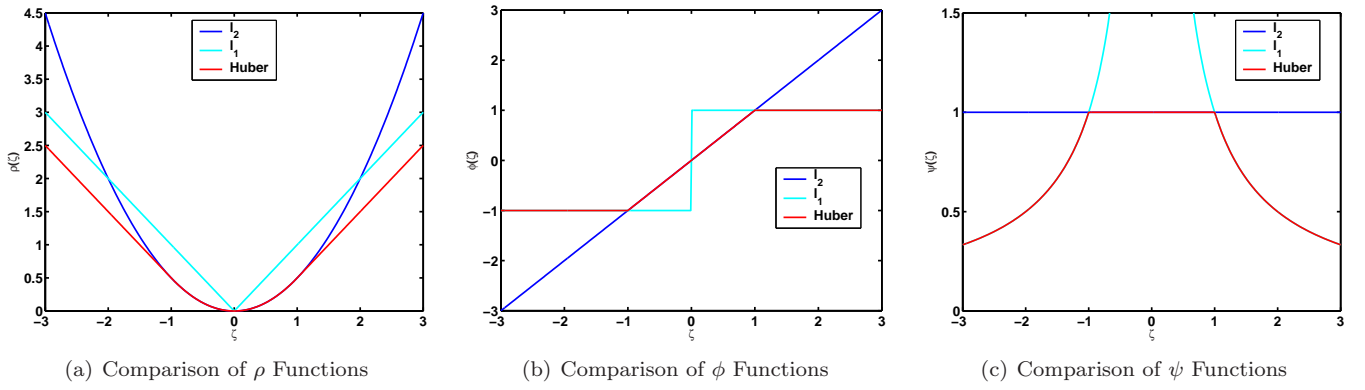 4.5
4
3.5
3
2.5
2
1.5
1
0.5
0
−3 −2 −1 0 1 2 3
ρ(ζ)
ζ
l2
l1
Huber
(a) Comparison of ρ Functions
3
2
1
0
−1
−2
−3
−3 −2 −1 0 1 2 3
ϕ(ζ)
ζ
l2
l1
Huber
(b) Comparison of ϕ Functions
1.5
1
0.5
0
−3 −2 −1 0 1 2 3
ψ(ζ)
ζ
l2
l1
Huber
(c) Comparison of ψ Functions